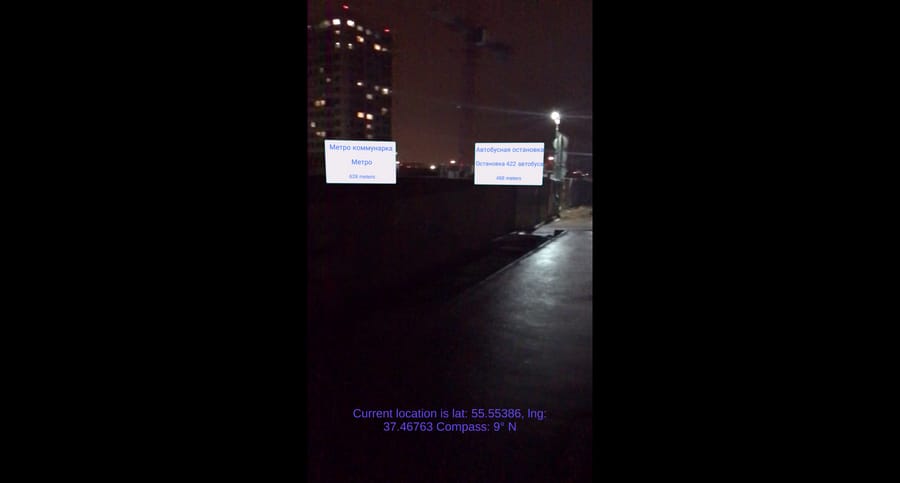 Метро коммунарка
Метро
628 meters
Автобусная остановка
Остановка 422 автобуса
488 meters
Current location is lat: 55.55386, lng:
37.46763 Compass: 9° N